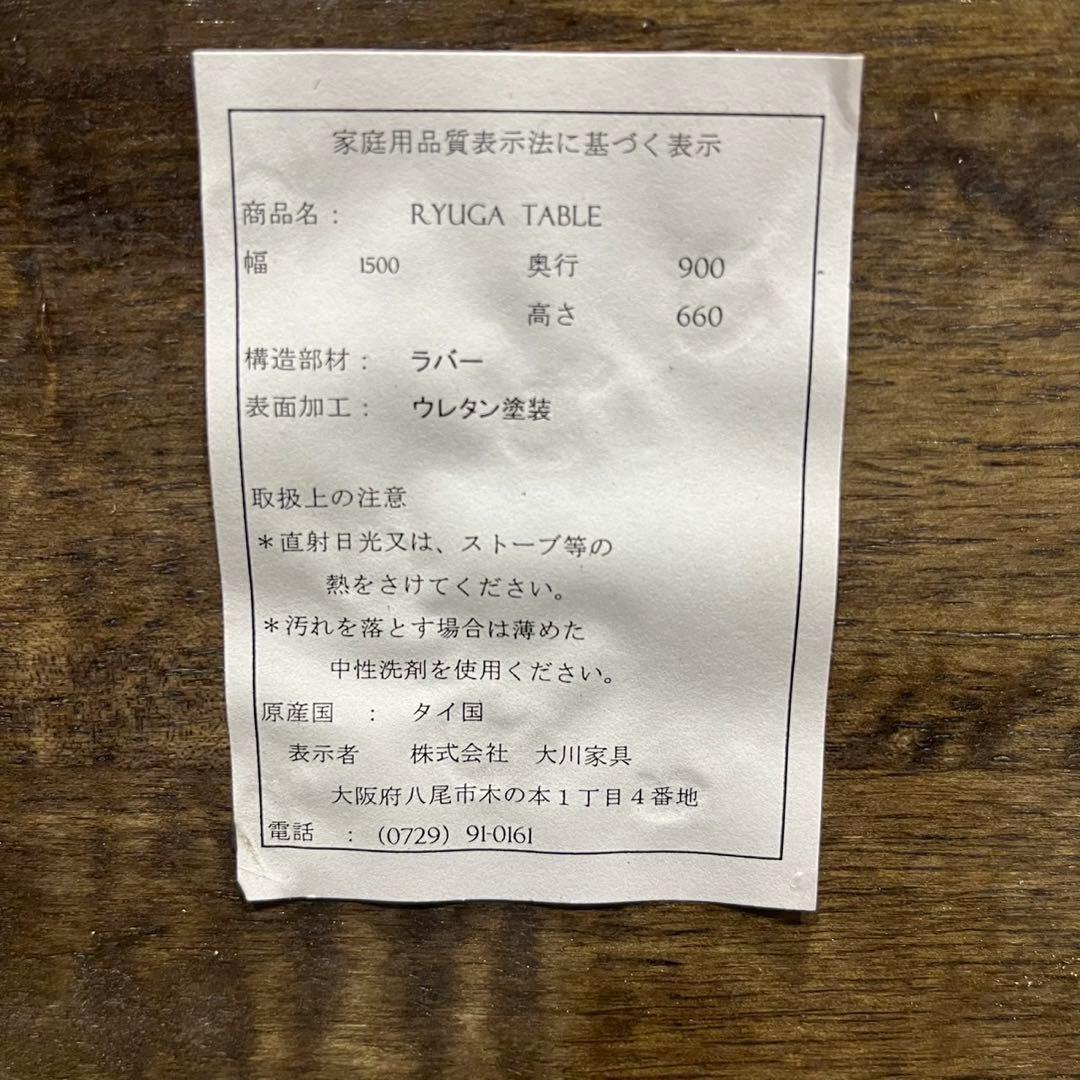 家庭用品質表示法に基づく表示
商品名： RYUGA TABLE
幅 1500 奥行 900
高さ 660
構造部材： ラバー
表面加工： ウレタン塗装
取扱上の注意
＊直射日光又は、ストーブ等の
熱をさけてください。
＊汚れを落とす場合は薄めた
中性洗剤を使用ください。
原産国 ： タイ国
表示者 株式会社 大川家具
大阪府八尾市木の本１丁目４番地
電話 ： (0729) 91-0161